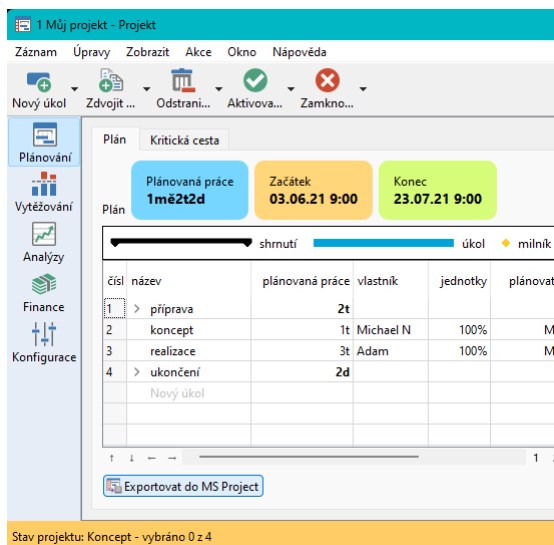 1 Můj projekt - Projekt
Záznam Úpravy Zobrazit Akce Okno Nápověda
Nový úkol Zdvojit ... Odstrani... Aktivova... Zamkno...
Plánování
Vytěžování
Analýzy
Finance
Konfigurace
Plán Kritická cesta
Plán
Plánovaná práce
1mě2t2d
Začátek
03.06.21 9:00
Konec
23.07.21 9:00
shrnutí úkol milník
čísl název plánovaná práce vlastník jednotky plánovat
1 > příprava 2t
2 koncept 1t Michael N 100% M
3 realizace 3t Adam 100% M
4 > ukončení 2d
Nový úkol
↑ ↓ ← → 1
Exportovat do MS Project
Stav projektu: Koncept - vybráno 0 z 4